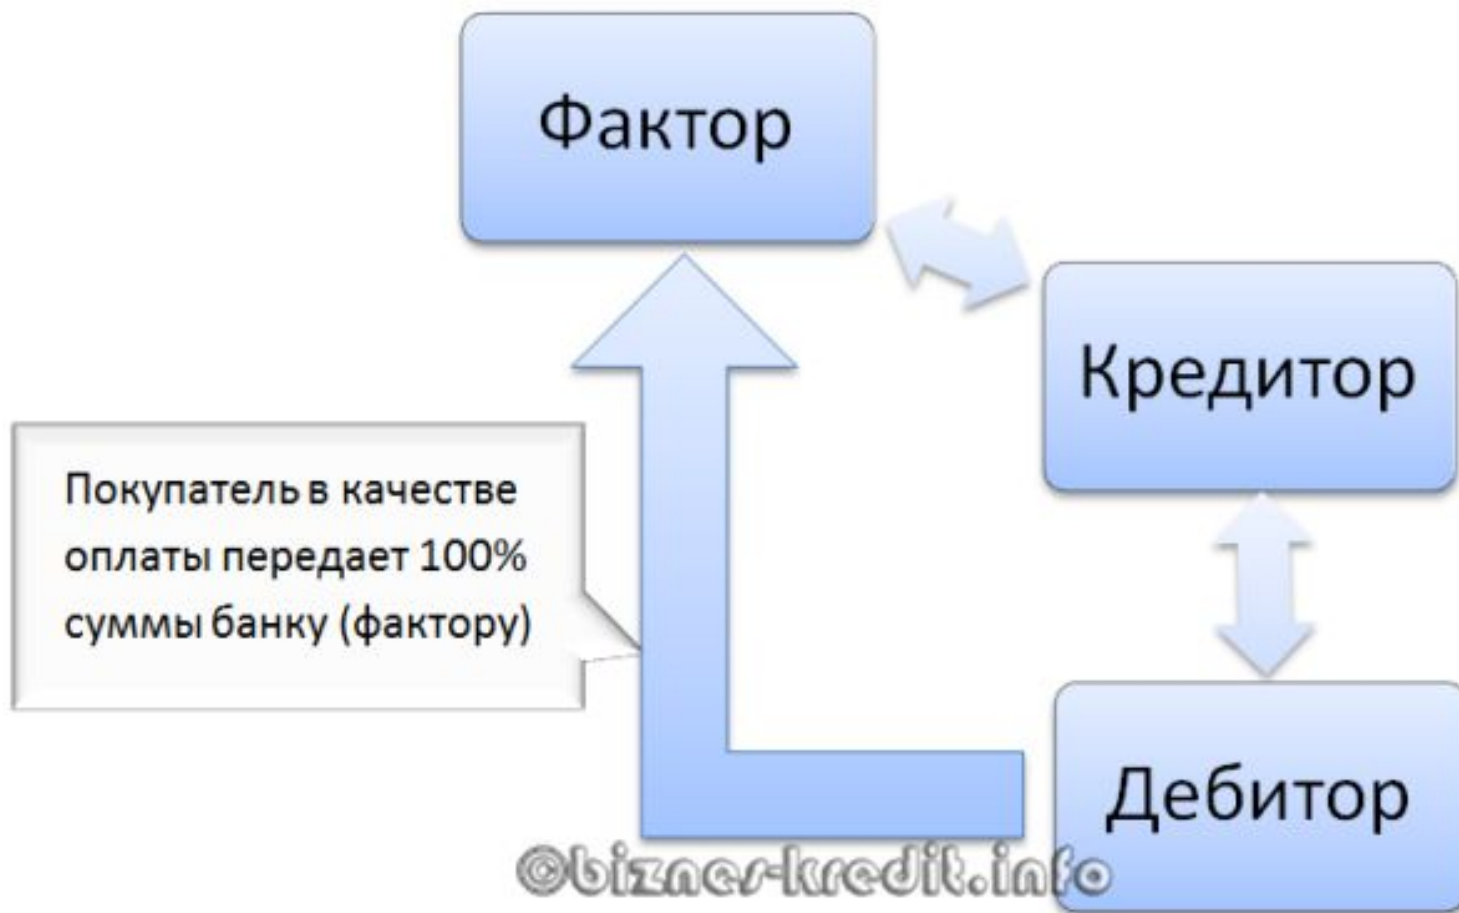 Фактор
Кредитор
Покупатель в качестве
оплаты передает 100%
суммы банку (фактору)
Дебитор
©biznes-kredit.info